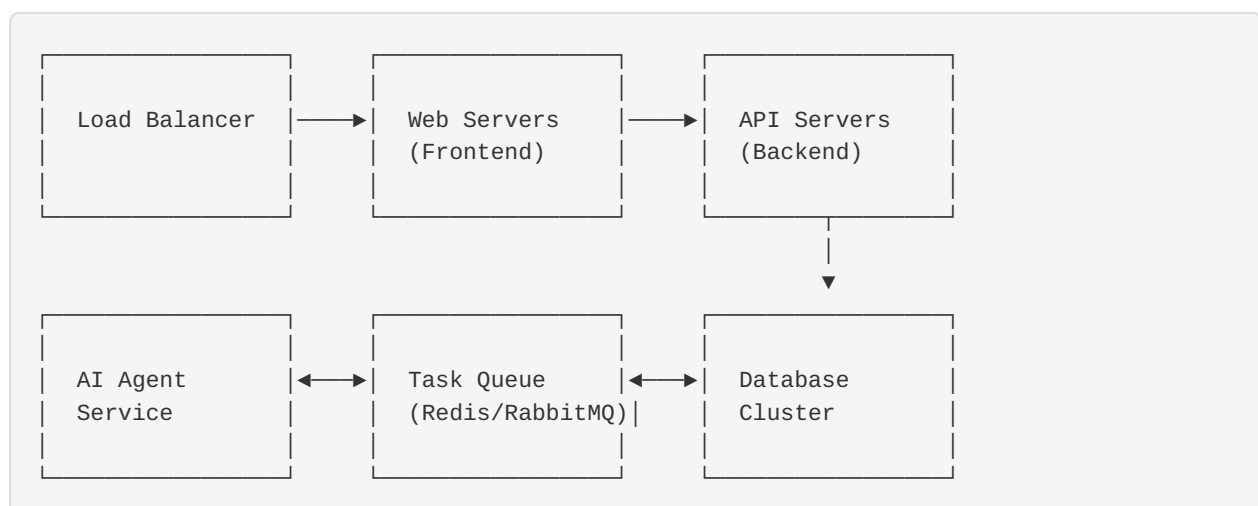 Load Balancer Web Servers API Servers
(Frontend) (Backend)
AI Agent Task Queue Database
Service (Redis/RabbitMQ) Cluster